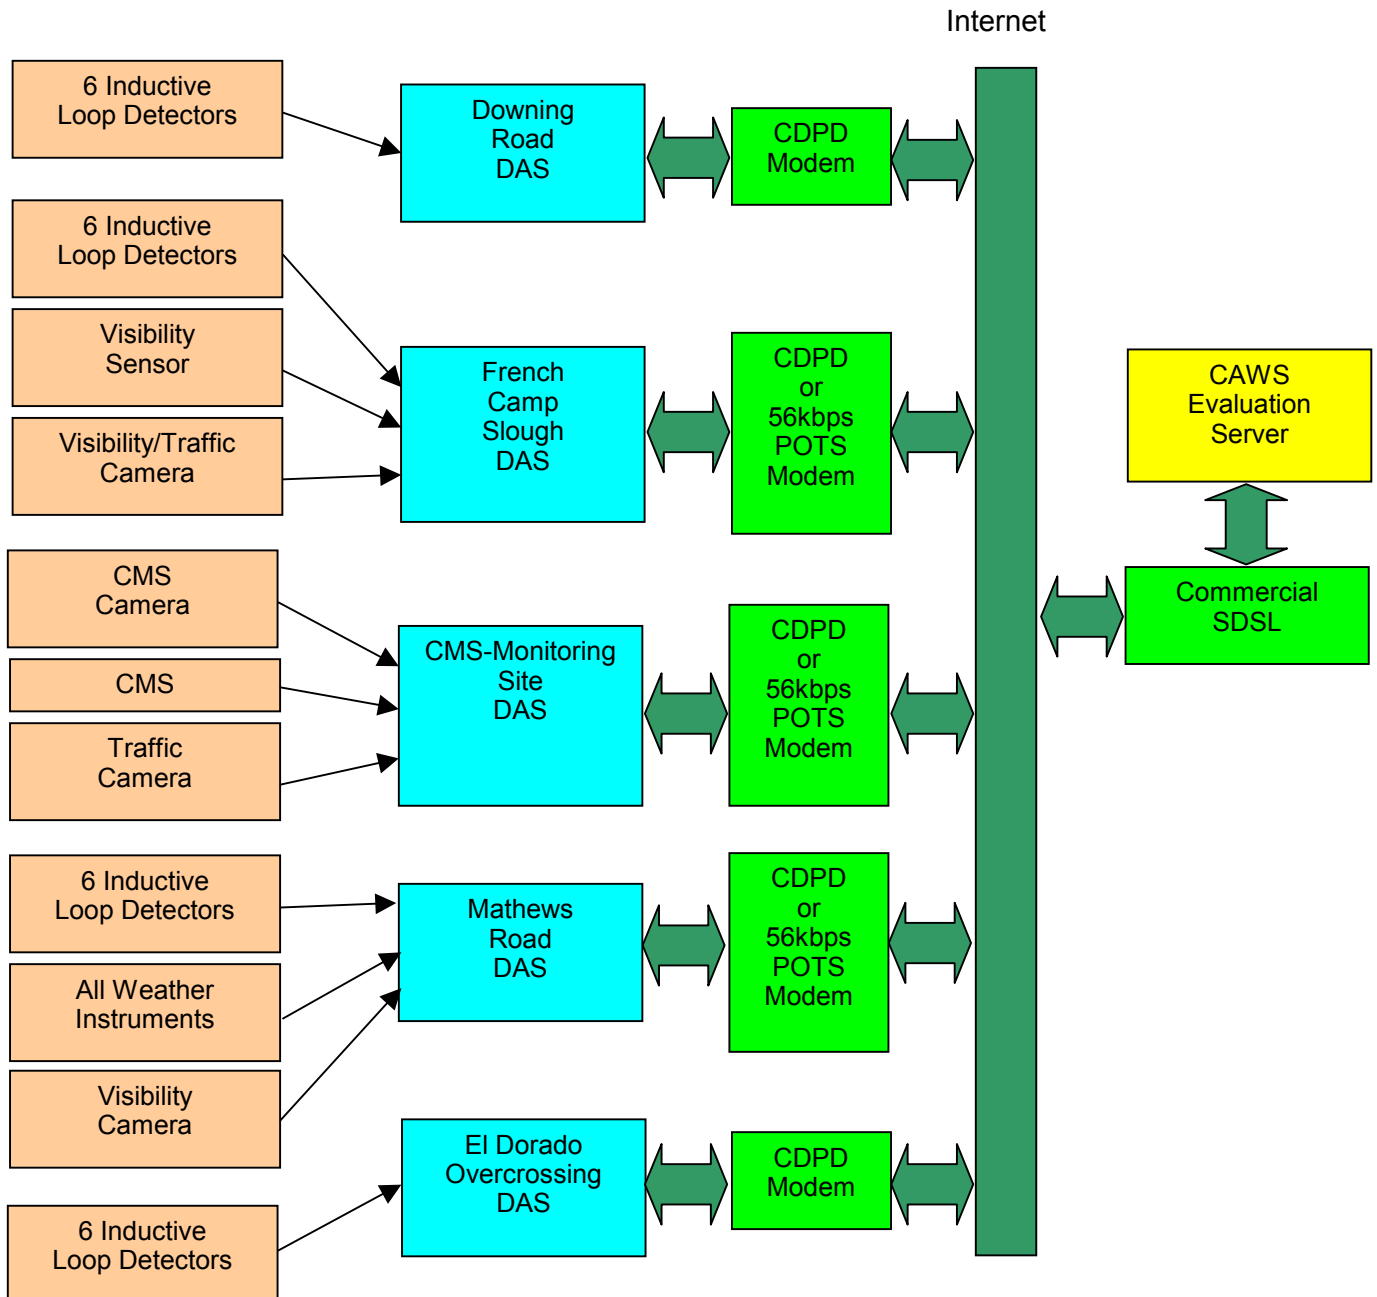 Internet
6 Inductive
Loop Detectors
Downing
Road
DAS
CDPD
Modem
6 Inductive
Loop Detectors
Visibility
Sensor
Visibility/Traffic
Camera
French
Camp
Slough
DAS
CDPD
or
56kbps
POTS
Modem
CAWS
Evaluation
Server
Commercial
SDSL
CMS
Camera
CMS
Traffic
Camera
CMS-Monitoring
Site
DAS
CDPD
or
56kbps
POTS
Modem
6 Inductive
Loop Detectors
All Weather
Instruments
Visibility
Camera
Mathews
Road
DAS
CDPD
or
56kbps
POTS
Modem
El Dorado
Overcrossing
DAS
CDPD
Modem
6 Inductive
Loop Detectors